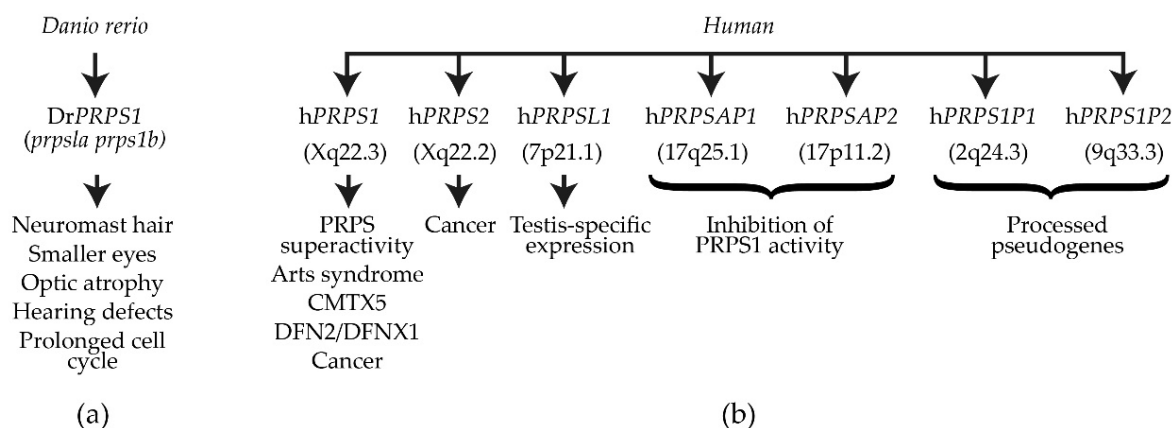 Danio rerio
DrPRPS1
(prpsla prps1b)
Neuromast hair
Smaller eyes
Optic atrophy
Hearing defects
Prolonged cell
cycle
(a)
Human
hPRPS1 hPRPS2 hPRPSL1 hPRPSAP1 hPRPSAP2 hPRPS1P1 hPRPS1P2
(Xq22.3) (Xq22.2) (7p21.1) (17q25.1) (17p11.2) (2q24.3) (9q33.3)
PRPS
superactivity
Arts syndrome
CMTX5
DFN2/DFNX1
Cancer
Cancer
Testis-specific
expression
Inhibition of
PRPS1 activity
Processed
pseudogenes
(b)